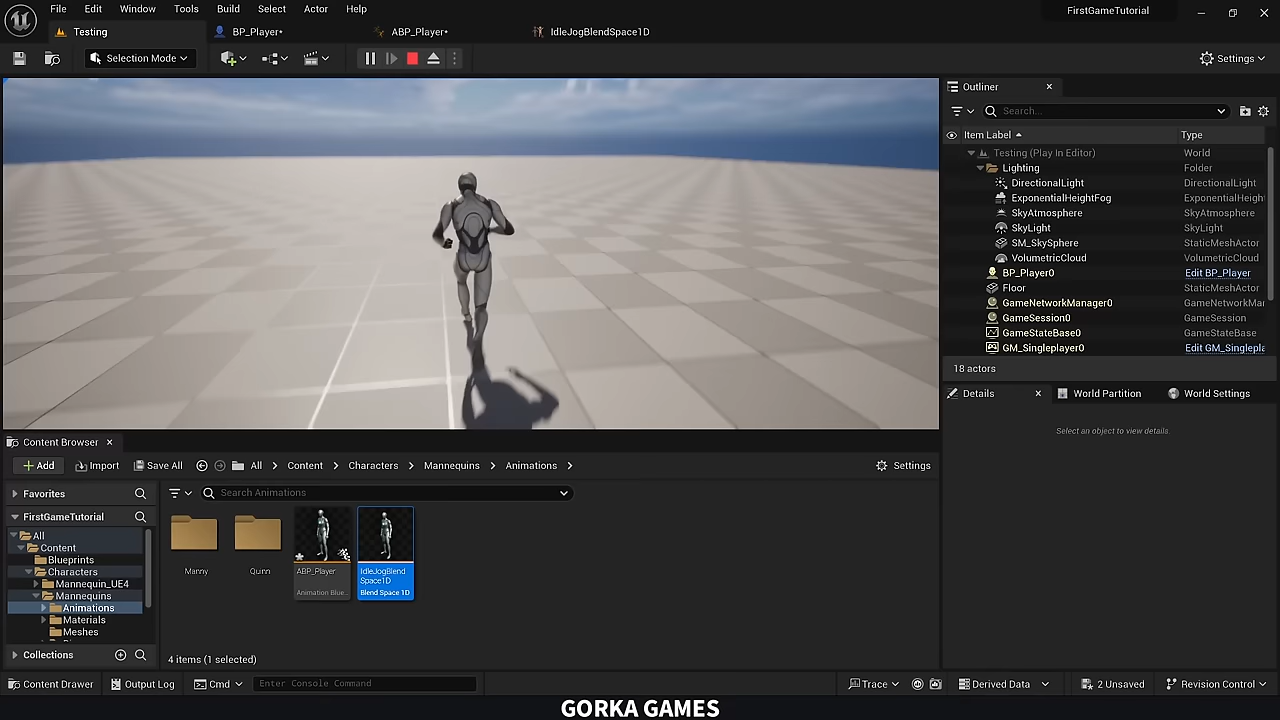 File Edit Window Tools Build Select Actor Help
FirstGameTutorial
Testing BP_Player* ABP_Player* IdleJogBlendSpace1D
Selection Mode Settings
Outliner
Search...
Item Label Type
Testing (Play In Editor) World
Lighting Folder
DirectionalLight DirectionalLight
ExponentialHeightFog ExponentialHeigh
SkyAtmosphere SkyAtmosphere
SkyLight SkyLight
SM_SkySphere StaticMeshActor
VolumetricCloud VolumetricCloud
BP_Player0 Edit BP_Player
Floor StaticMeshActor
GameNetworkManager0 GameNetworkMar
GameSession0 GameSession
GameStateBase0 GameStateBase
GM_Singleplayer0 Edit GM_Singlepla
18 actors
Details World Partition World Settings
Select an object to view details.
Content Browser
Add Import Save All All Content Characters Mannequins Animations Settings
Favorites
Search Animations
FirstGameTutorial
All
Content
Blueprints
Characters
Mannequin_UE4
Mannequins
Animations
Materials
Meshes
Collections
Manny
Quinn
ABP_Player
Animation Blue...
IdleJogBlend
Space1D
Blend Space 1D
4 items (1 selected)
Content Drawer Output Log Cmd Enter Console Command Trace Derived Data 2 Unsaved Revision Control
GORKA GAMES